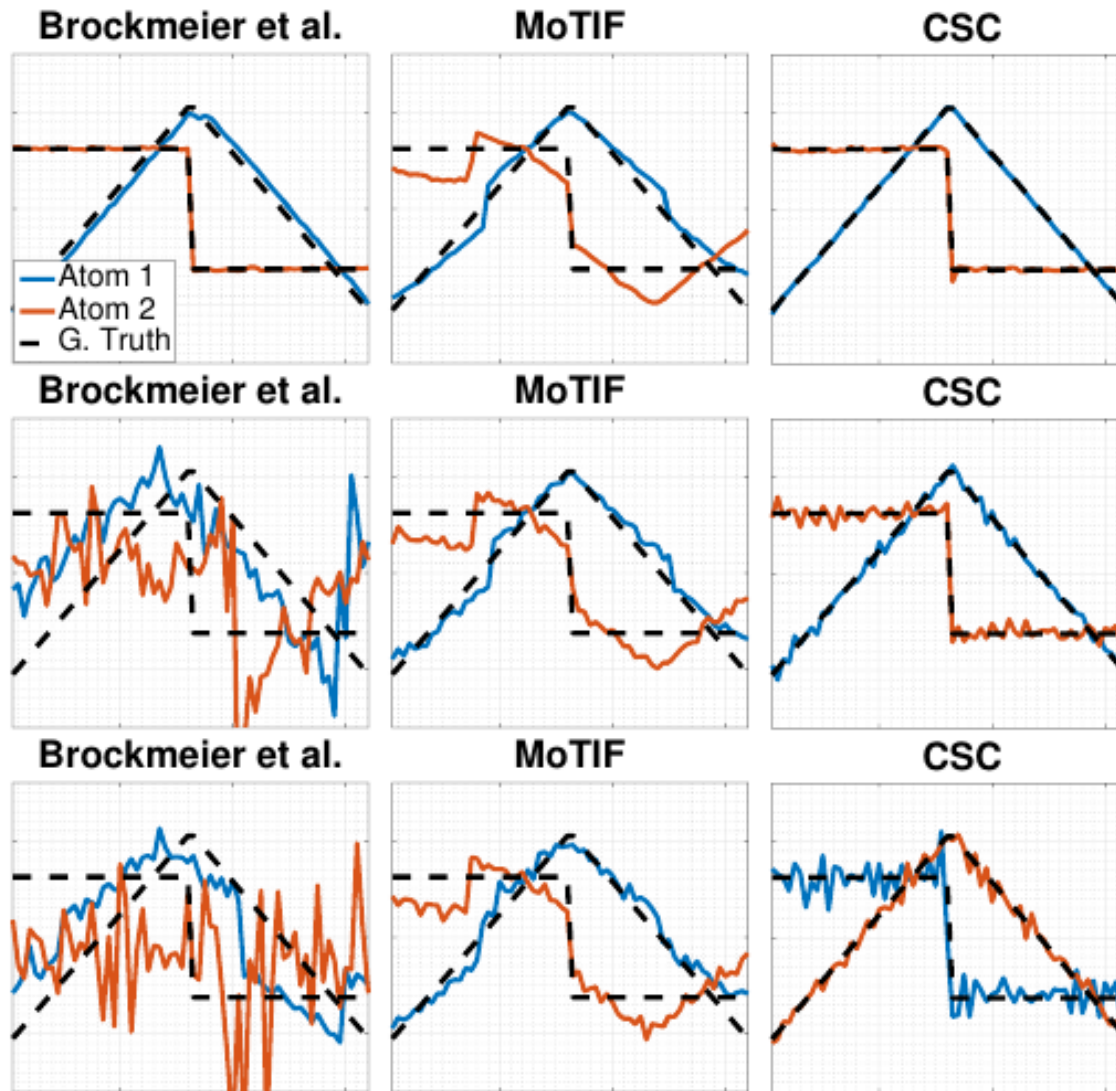 Brockmeier et al. MoTIF CSC
Atom 1
Atom 2
G. Truth
Brockmeier et al. MoTIF CSC
Brockmeier et al. MoTIF CSC